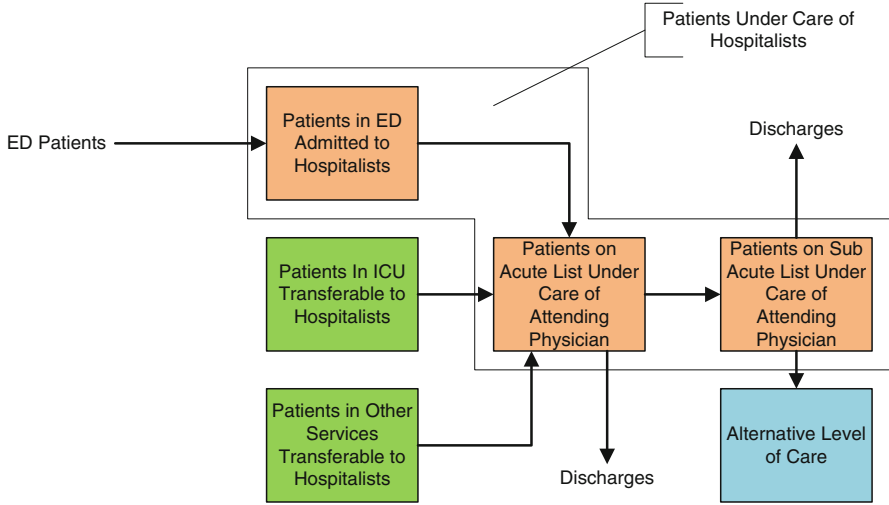 Patients Under Care of
Hospitalists
ED Patients
Patients in ED
Admitted to
Hospitalists
Discharges
Patients In ICU
Transferable to
Hospitalists
Patients on
Acute List Under
Care of
Attending
Physician
Patients on Sub
Acute List Under
Care of
Attending
Physician
Patients in Other
Services
Transferable to
Hospitalists
Discharges
Alternative Level
of Care